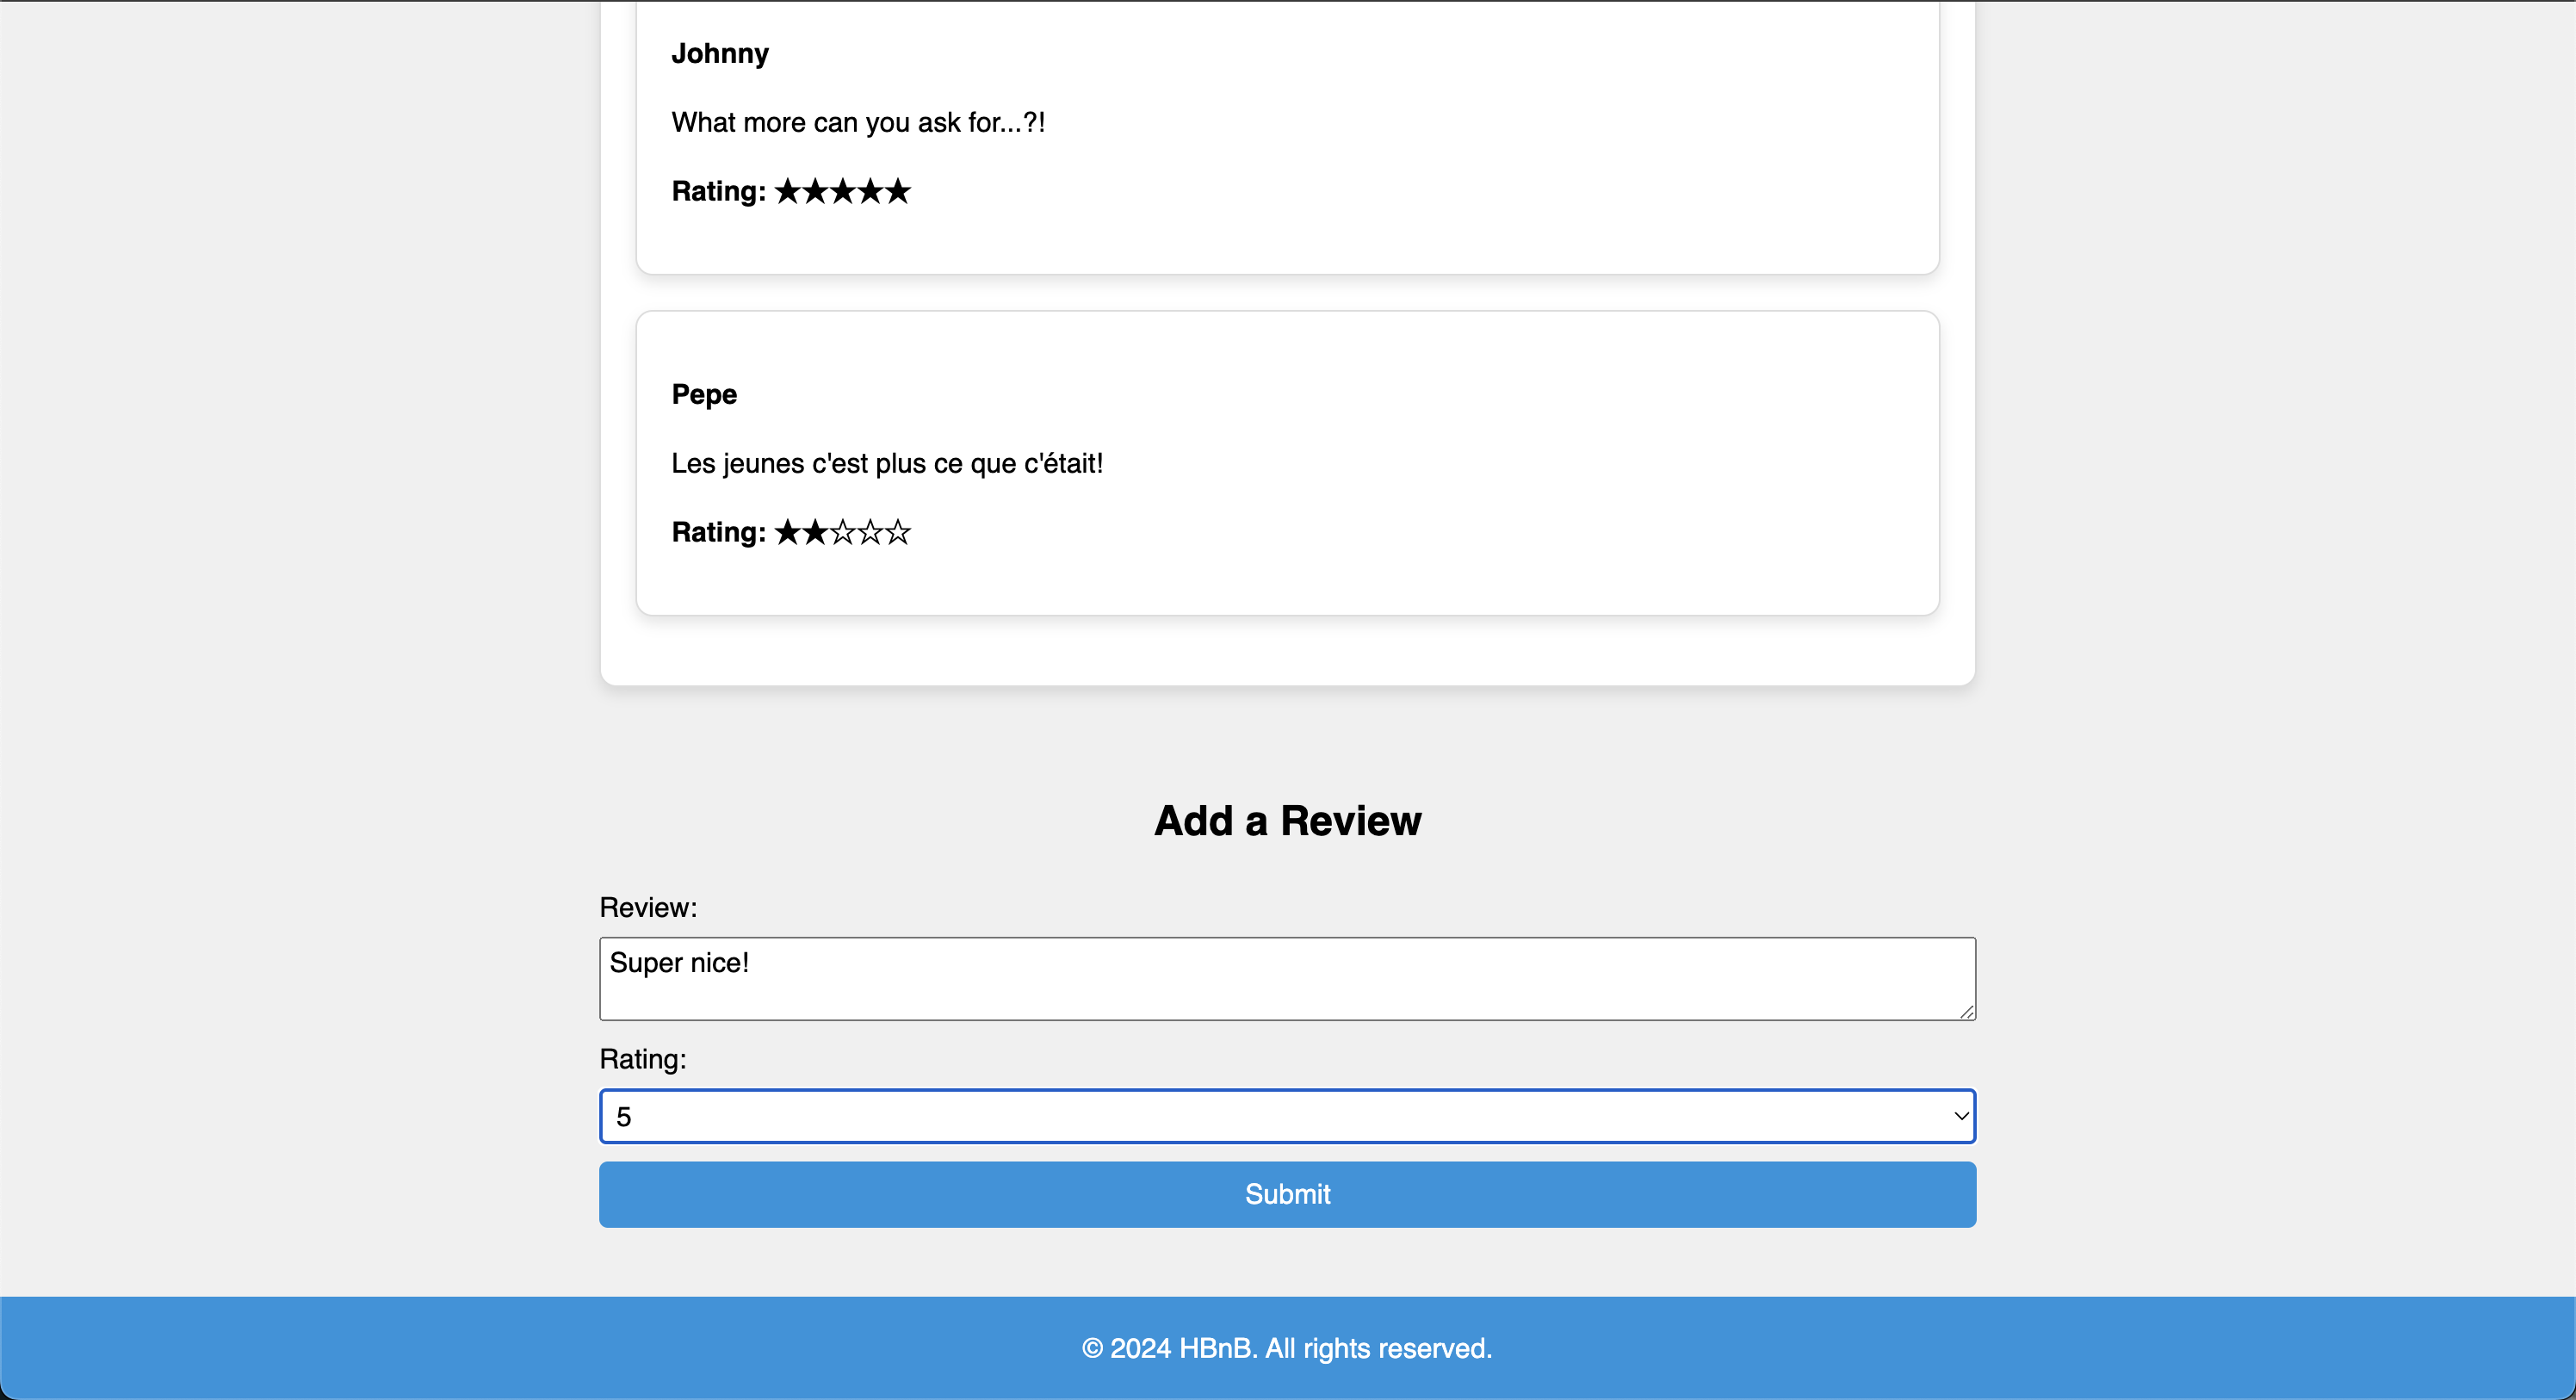 Johnny
What more can you ask for...?!
Rating: ★★★★★
Pepe
Les jeunes c'est plus ce que c'était!
Rating: ★★☆☆☆
Add a Review
Review:
Super nice!
Rating:
5
Submit
© 2024 HBnB. All rights reserved.